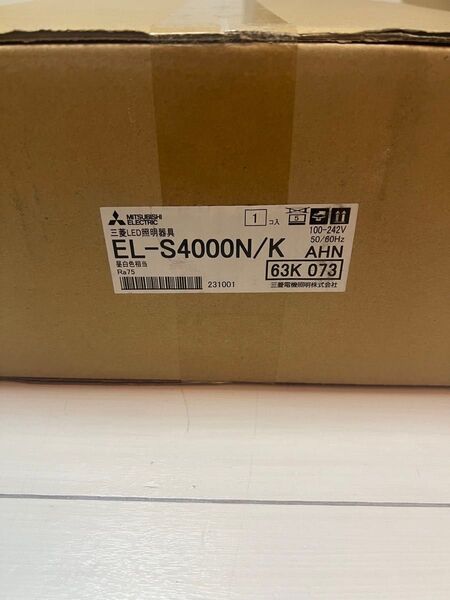 MITSUBISHI
ELECTRIC
1 コ入
5
三菱LED照明器具
100-242V
50/60Hz
EL-S4000N/K AHN
昼白色相当
Ra75
63K 073
231001
三菱電機照明株式会社